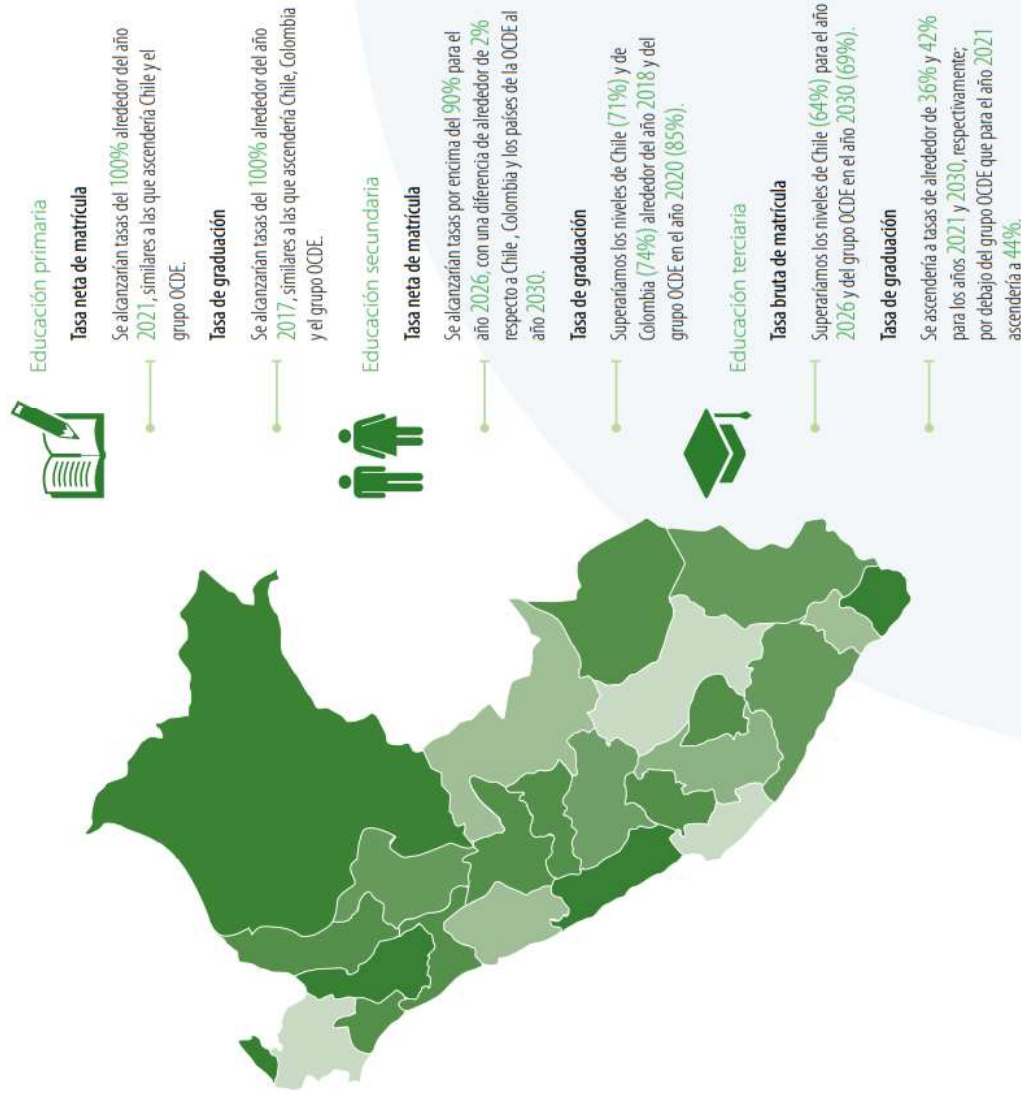 Educación primaria
Tasa neta de matrícula
Se alcanzarían tasas del 100% alrededor del año
2021, similares a las que ascendería Chile y el
grupo OCDE.
Tasa de graduación
Se alcanzarían tasas del 100% alrededor del año
2017, similares a las que ascendería Chile, Colombia
y el grupo OCDE.
Educación secundaria
Tasa neta de matrícula
Se alcanzarían tasas por encima del 90% para el
año 2026, con una diferencia de alrededor de 2%
respecto a Chile , Colombia y los países de la OCDE al
año 2030.
Tasa de graduación
Superaríamos los niveles de Chile (71%) y de
Colombia (74%) alrededor del año 2018 y del
grupo OCDE en el año 2020 (85%).
Educación terciaria
Tasa bruta de matrícula
Superaríamos los niveles de Chile (64%) para el año
2026 y del grupo OCDE en el año 2030 (69%).
Tasa de graduación
Se ascendería a tasas de alrededor de 36% y 42%
para los años 2021 y 2030, respectivamente;
por debajo del grupo OCDE que para el año 2021
ascendería a 44%.